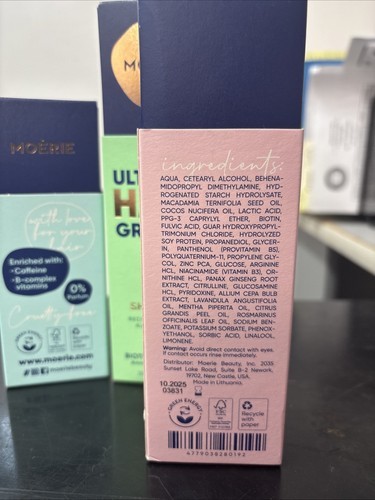 MOÉRIE
with love
for your
Enriched with:
-Caffeine
-B-complex
vitamins
0%
Parfum
Cruelty-free
www.moerie.com
moeriebeauty
MO
ULT
H
GR
ingredients:
AQUA, CETEARYL ALCOHOL, BEHENA-
MIDOPROPYL DIMETHYLAMINE, HYD-
ROGENATED STARCH HYDROLYSATE,
MACADAMIA TERNIFOLIA SEED OIL,
COCOS NUCIFERA OIL, LACTIC ACID,
PPG-3 CAPRYLYL ETHER, BIOTIN,
FULVIC ACID, GUAR HYDROXYPROPYL-
TRIMONIUM CHLORIDE, HYDROLYZED
SOY PROTEIN, PROPANEDIOL, GLYCER-
IN, PANTHENOL (PROVITAMIN B5),
POLYQUATERNIUM-11, PROPYLENE GLY-
COL, ZINC PCA, GLUCOSE, ARGININE
HCL, NIACINAMIDE (VITAMIN B3), OR-
NITHINE HCL, PANAX GINSENG ROOT
EXTRACT, CITRULLINE, GLUCOSAMINE
HCL, PYRIDOXINE, ALLIUM CEPA BULB
EXTRACT, LAVANDULA ANGUSTIFOLIA
OIL, MENTHA PIPERITA OIL, CITRUS
GRANDIS PEEL OIL, ROSMARINUS
OFFICINALIS LEAF OIL, SODIUM BEN-
ZOATE, POTASSIUM SORBATE, PHENOX-
YETHANOL, SORBIC ACID, LINALOOL,
LIMONENE.
Warning: Avoid direct contact with eyes.
If contact occurs rinse immediately.
Distributor: Moerie Beauty, Inc. 2035
Sunset Lake Road, Suite B-2 Newark,
19702, New Castle, USA.
Made in Lithuania.
10.2025
03831
GREEN ENERGY
FSC
Recycle
with
paper
4779038280192